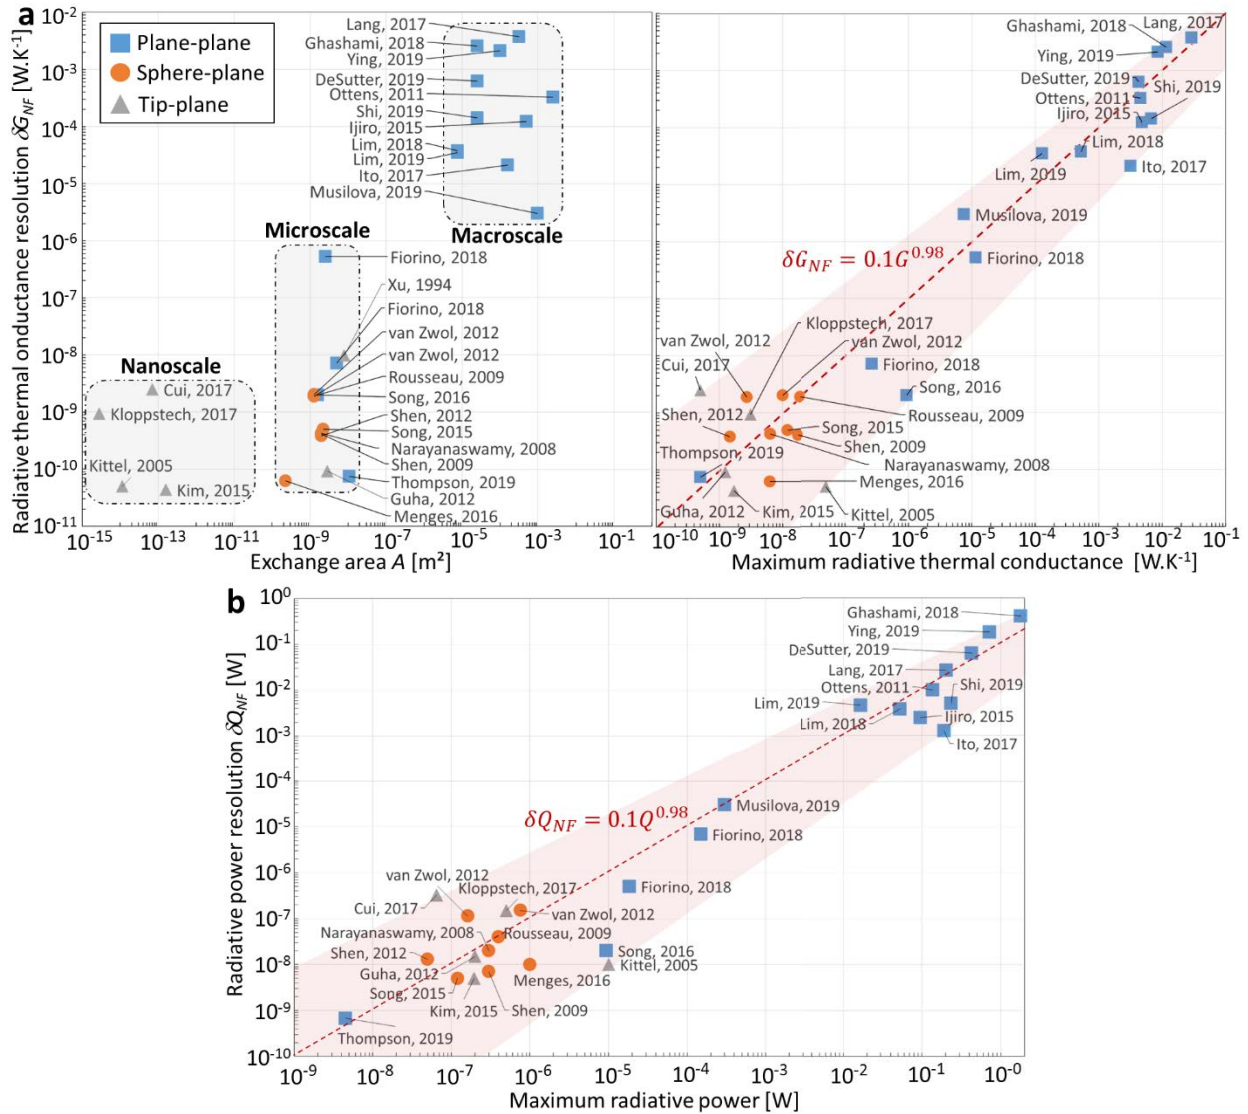 a
Plane-plane
Sphere-plane
Tip-plane
Radiative thermal onductance resolution δG_NF [W.K⁻¹]
10⁻²
10⁻³
10⁻⁴
10⁻⁵
10⁻⁶
10⁻⁷
10⁻⁸
10⁻⁹
10⁻¹⁰
10⁻¹¹
Lang, 2017
Ghashami, 2018
Ying, 2019
DeSutter, 2019
Ottens, 2011
Shi, 2019
Ijiro, 2015
Lim, 2018
Lim, 2019
Ito, 2017
Musilova, 2019
Macroscale
Microscale
Fiorino, 2018
Xu, 1994
Fiorino, 2018
van Zwol, 2012
van Zwol, 2012
Rousseau, 2009
Song, 2016
Shen, 2012
Song, 2015
Narayanaswamy, 2008
Shen, 2009
Thompson, 2019
Guha, 2012
Menges, 2016
Nanoscale
Cui, 2017
Kloppstech, 2017
Kittel, 2005
Kim, 2015
10⁻¹⁵ 10⁻¹³ 10⁻¹¹ 10⁻⁹ 10⁻⁷ 10⁻⁵ 10⁻³ 10⁻¹
Exchange area A [m²]
Lang, 2017
Ghashami, 2018
Ying, 2019
DeSutter, 2019
Shi, 2019
Ottens, 2011
Ijiro, 2015
Lim, 2018
Lim, 2019
Ito, 2017
Musilova, 2019
δG_NF = 0.1G^0.98
Fiorino, 2018
Kloppstech, 2017
van Zwol, 2012
van Zwol, 2012
Cui, 2017
Fiorino, 2018
Song, 2016
Shen, 2012
Rousseau, 2009
Song, 2015
Shen, 2009
Thompson, 2019
Narayanaswamy, 2008
Menges, 2016
Guha, 2012
Kim, 2015
Kittel, 2005
10⁻¹⁰ 10⁻⁹ 10⁻⁸ 10⁻⁷ 10⁻⁶ 10⁻⁵ 10⁻⁴ 10⁻³ 10⁻² 10⁻¹
Maximum radiative thermal conductance [W.K⁻¹]
b
Radiative power resolution δQ_NF [W]
10⁰
10⁻¹
10⁻²
10⁻³
10⁻⁴
10⁻⁵
10⁻⁶
10⁻⁷
10⁻⁸
10⁻⁹
10⁻¹⁰
Ghashami, 2018
Ying, 2019
DeSutter, 2019
Lang, 2017
Ottens, 2011
Shi, 2019
Lim, 2019
Lim, 2018
Ijiro, 2015
Ito, 2017
Musilova, 2019
δQ_NF = 0.1Q^0.98
Fiorino, 2018
van Zwol, 2012
Kloppstech, 2017
Fiorino, 2018
Cui, 2017
van Zwol, 2012
Narayanaswamy, 2008
Rousseau, 2009
Shen, 2012
Song, 2016
Guha, 2012
Kittel, 2005
Song, 2015
Menges, 2016
Kim, 2015
Shen, 2009
Thompson, 2019
10⁻⁹ 10⁻⁸ 10⁻⁷ 10⁻⁶ 10⁻⁵ 10⁻⁴ 10⁻³ 10⁻² 10⁻¹ 10⁻⁰
Maximum radiative power [W]